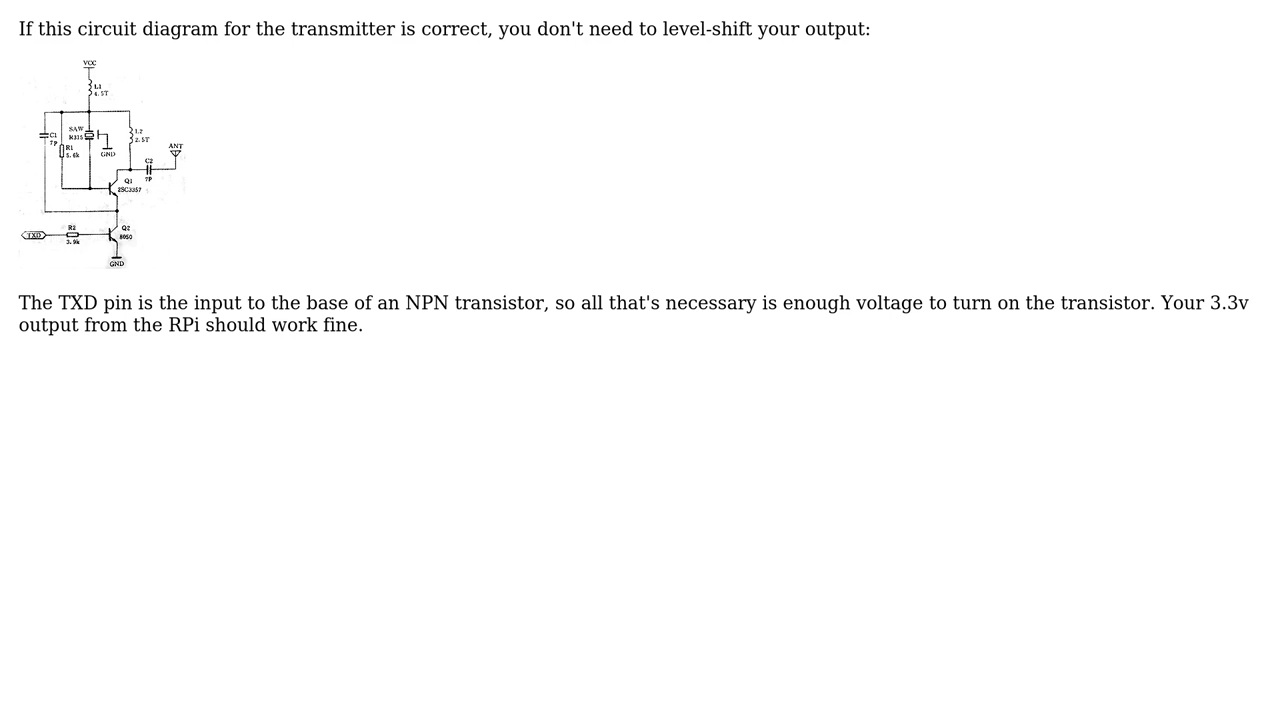 If this circuit diagram for the transmitter is correct, you don't need to level-shift your output:
VCC
L1
4.5T
SAW
R315
C1
7P
R1
5.6k
GND
L2
2.5T
ANT
C2
7P
Q1
2SC3357
R2
3.9k
TXD
Q2
8050
GND
The TXD pin is the input to the base of an NPN transistor, so all that's necessary is enough voltage to turn on the transistor. Your 3.3v
output from the RPi should work fine.